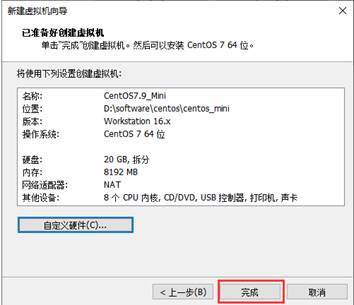 新建虚拟机向导
已准备好创建虚拟机
单击"完成"创建虚拟机。然后可以安装 CentOS 7 64 位。
将使用下列设置创建虚拟机:
名称: CentOS7.9_Mini
位置: D:\software\centos\centos_mini
版本: Workstation 16.x
操作系统: CentOS 7 64 位
硬盘: 20 GB, 拆分
内存: 8192 MB
网络适配器: NAT
其他设备: 8 个 CPU 内核, CD/DVD, USB 控制器, 打印机, 声卡
自定义硬件(C)...
< 上一步(B) 完成 取消